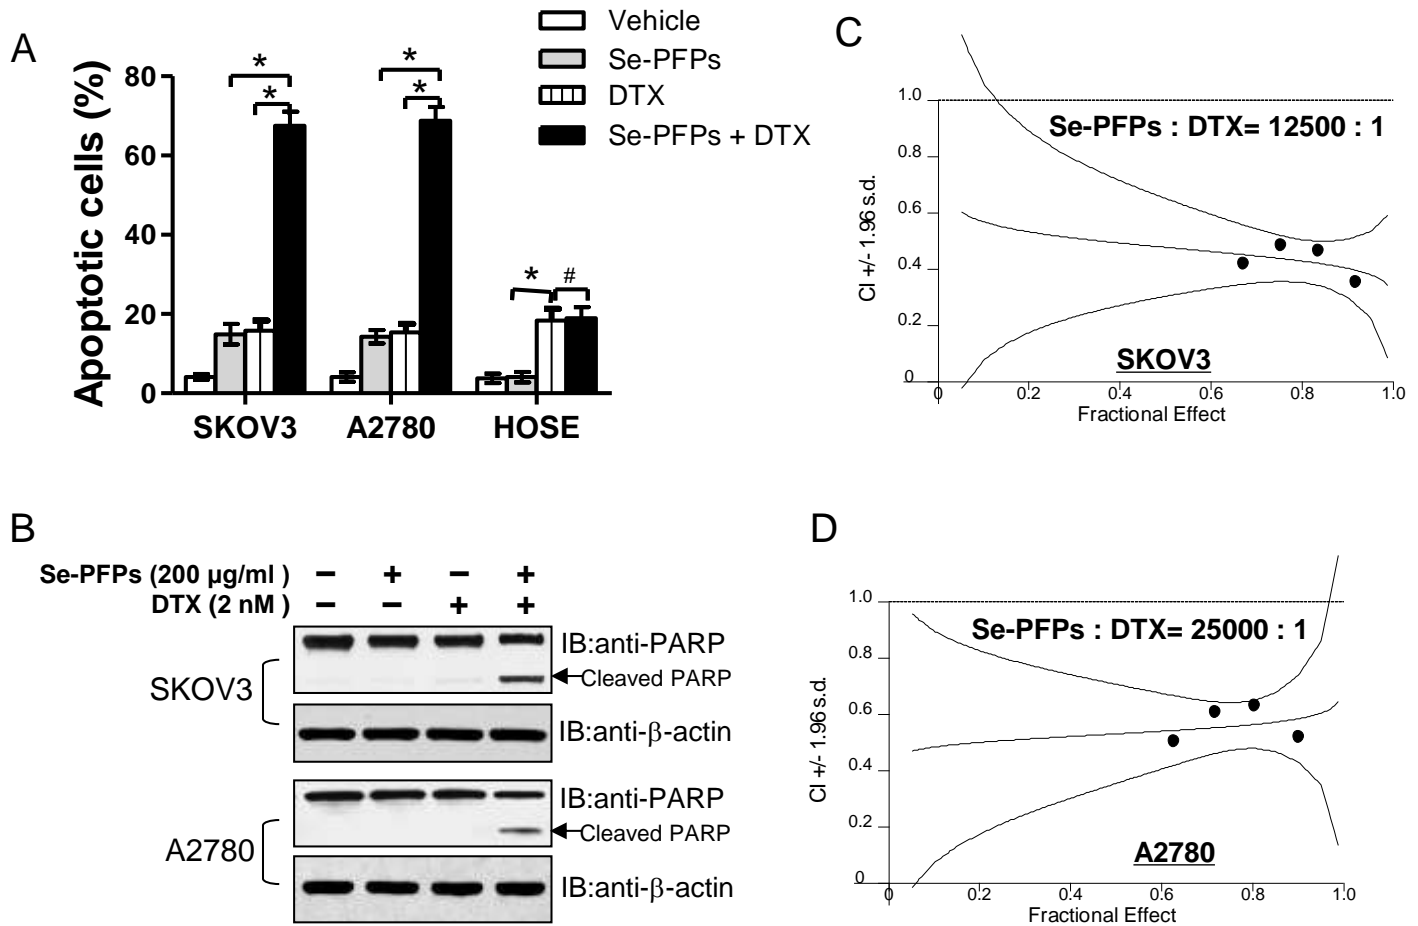 A
Apoptotic cells (%)
80
60
40
20
0
* * * * * #
SKOV3 A2780 HOSE
Vehicle
Se-PFPs
DTX
Se-PFPs + DTX
B
Se-PFPs (200 μg/ml ) − + − +
DTX (2 nM ) − − + +
SKOV3
IB:anti-PARP
Cleaved PARP
IB:anti-β-actin
A2780
IB:anti-PARP
Cleaved PARP
IB:anti-β-actin
C
CI +/- 1.96 s.d.
1.0
0.8
0.6
0.4
0.2
0
Se-PFPs : DTX= 12500 : 1
SKOV3
0 0.2 0.4 0.6 0.8 1.0
Fractional Effect
D
CI +/- 1.96 s.d.
1.0
0.8
0.6
0.4
0.2
0
Se-PFPs : DTX= 25000 : 1
A2780
0 0.2 0.4 0.6 0.8 1.0
Fractional Effect